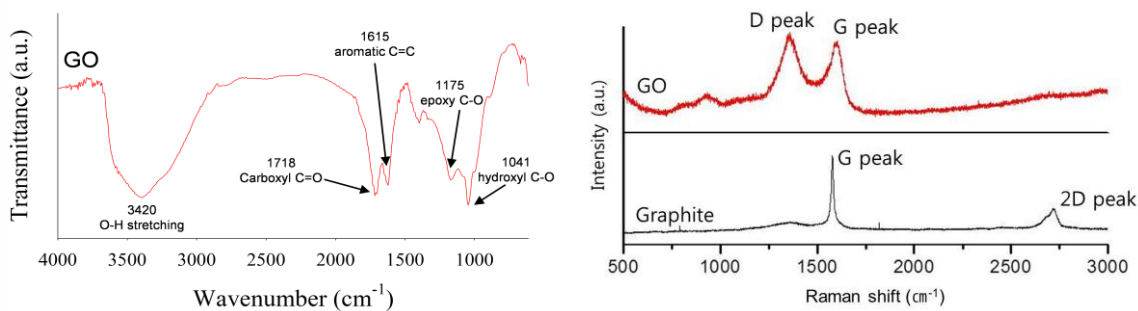 GO
Transmittance (a.u.)
1615
aromatic C=C
1175
epoxy C-O
1718
Carboxyl C=O
1041
hydroxyl C-O
3420
O-H stretching
4000 3500 3000 2500 2000 1500 1000
Wavenumber (cm⁻¹)
D peak
G peak
GO
Intensity (a.u.)
G peak
2D peak
Graphite
500 1000 1500 2000 2500 3000
Raman shift (cm⁻¹)